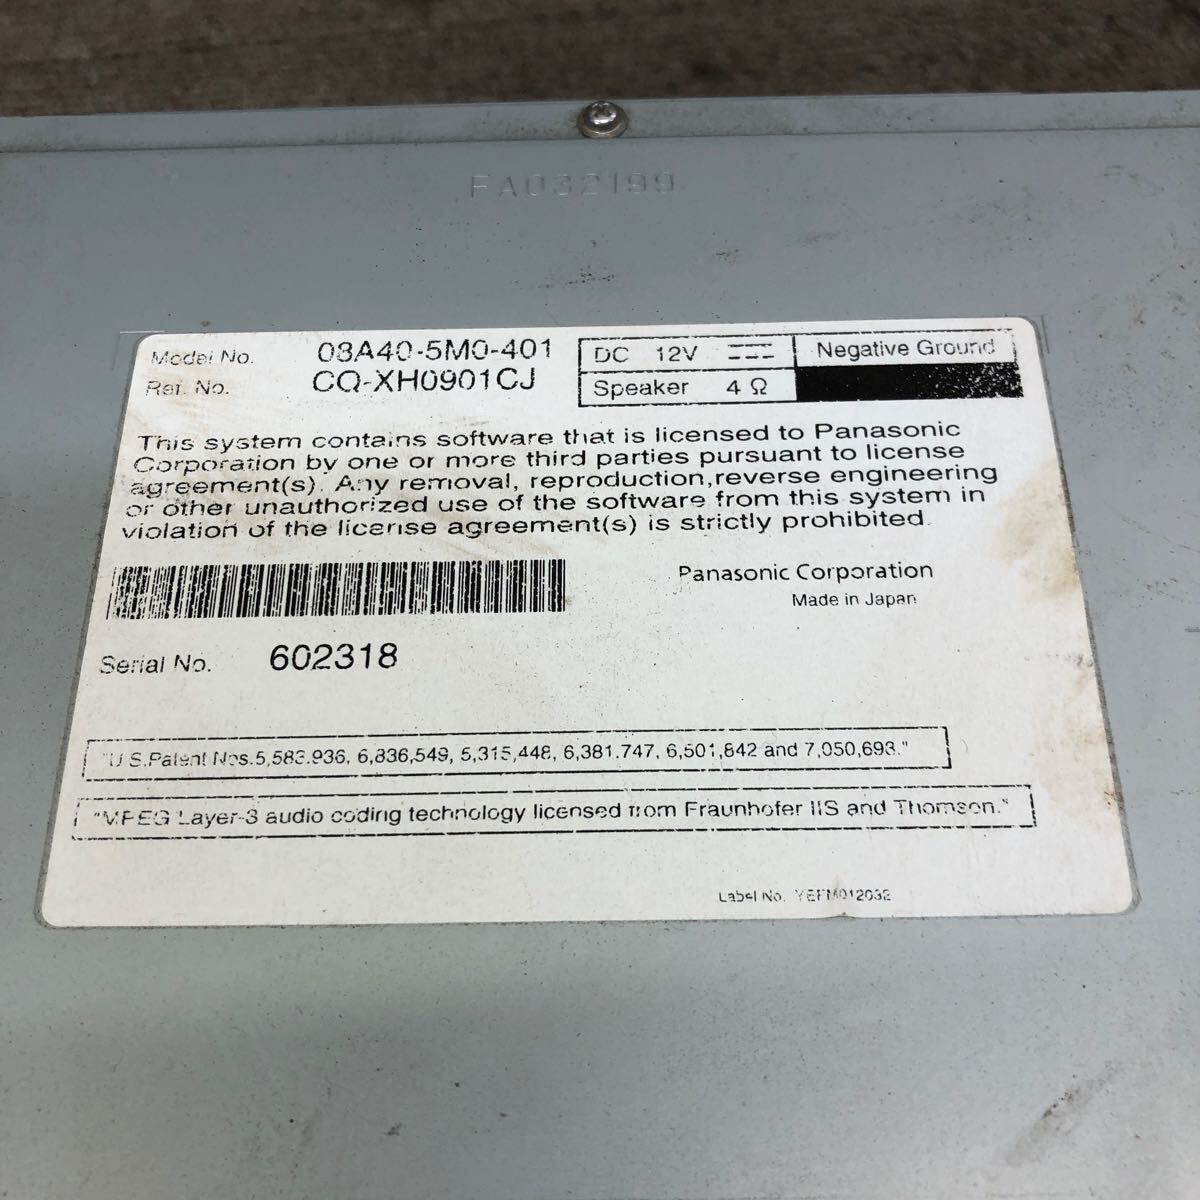 FA032199
Model No. 08A40-5M0-401
Ref. No. CQ-XH0901CJ
DC 12V Negative Ground
Speaker 4 Ω
This system contains software that is licensed to Panasonic
Corporation by one or more third parties pursuant to license
agreement(s). Any removal, reproduction,reverse engineering
or other unauthorized use of the software from this system in
violation of the license agreement(s) is strictly prohibited.
Panasonic Corporation
Made in Japan
Serial No. 602318
"U.S.Patent Nos.5,583,936, 6,836,549, 5,315,448, 6,381,747, 6,501,842 and 7,050,698."
"MPEG Layer-3 audio coding technology licensed from Fraunhofer IIS and Thomson."
Label No. YEFM012032